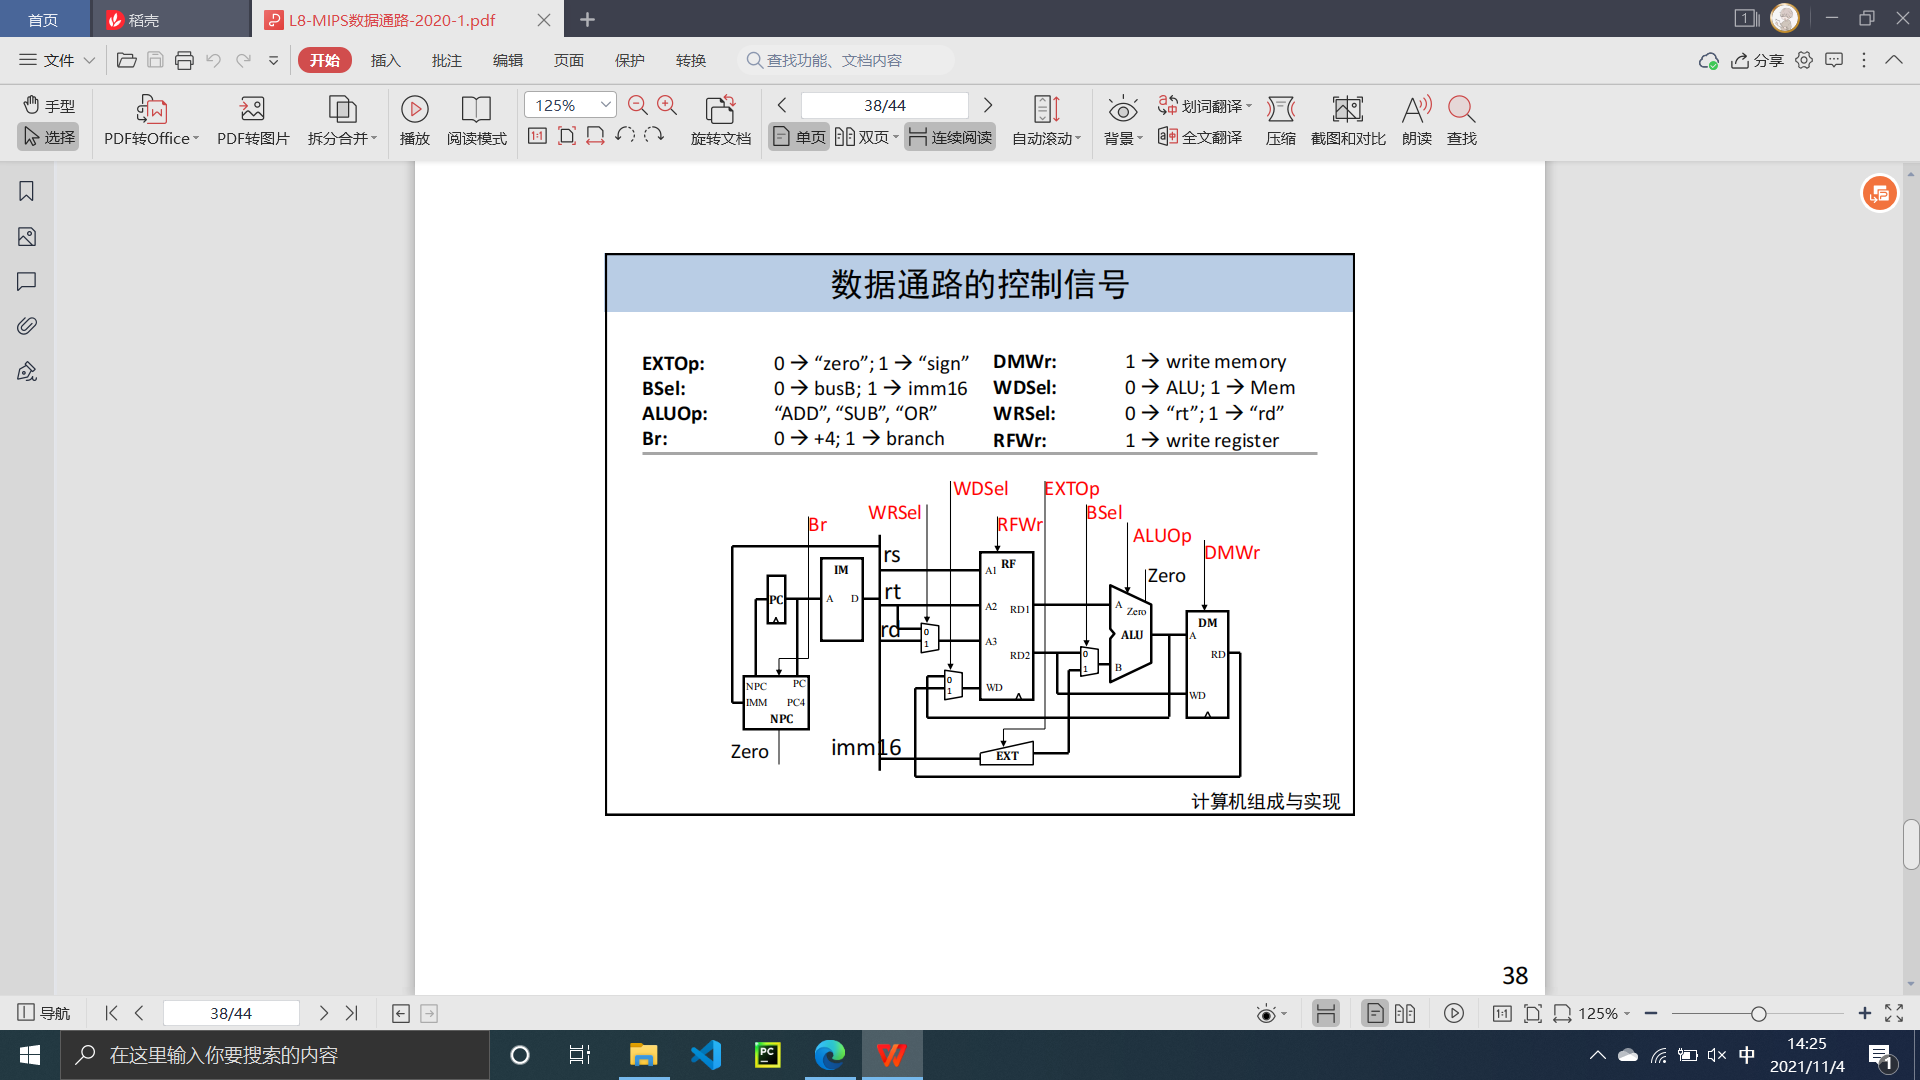 首页
稻壳
L8-MIPS数据通路-2020-1.pdf
1
文件
开始
插入
批注
编辑
页面
保护
转换
查找功能、文档内容
分享
手型
选择
PDF转Office
PDF转图片
拆分合并
播放
阅读模式
125%
1:1
旋转文档
38/44
单页
双页
连续阅读
自动滚动
背景
划词翻译
全文翻译
压缩
截图和对比
朗读
查找
数据通路的控制信号
EXTOp: 0 → “zero”; 1 → “sign”
BSel: 0 → busB; 1 → imm16
ALUOp: “ADD”, “SUB”, “OR”
Br: 0 → +4; 1 → branch
DMWr: 1 → write memory
WDSel: 0 → ALU; 1 → Mem
WRSel: 0 → “rt”; 1 → “rd”
RFWr: 1 → write register
WDSel
EXTOp
WRSel
BSel
Br
RFWr
ALUOp
DMWr
rs
IM
A1
RF
Zero
rt
PC
A
D
A2
RD1
A
Zero
rd
0
1
A3
ALU
DM
A
RD2
0
1
B
RD
NPC
PC
0
1
WD
WD
IMM
PC4
NPC
Zero
imm16
EXT
计算机组成与实现
38
导航
38/44
1:1
125%
在这里输入你要搜索的内容
PC
中
14:25
2021/11/4
1